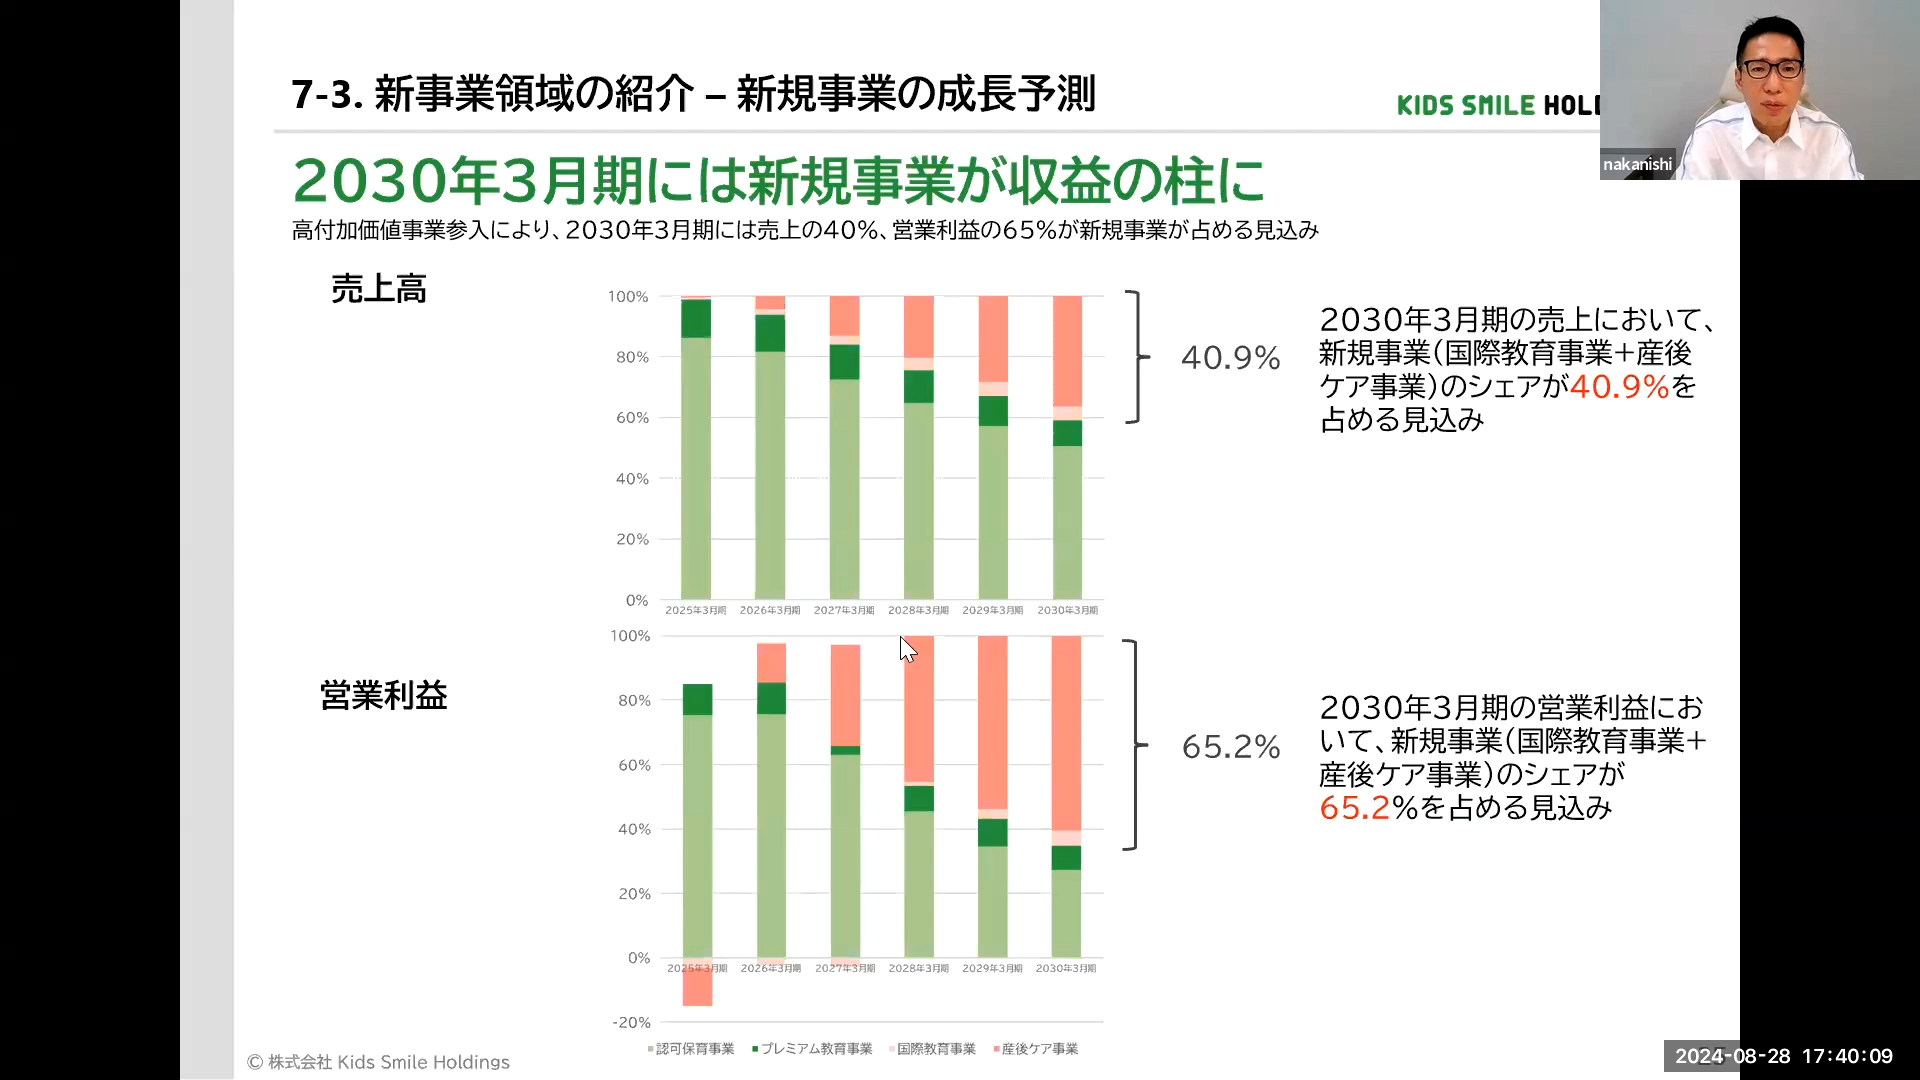 7-3. 新事業領域の紹介 – 新規事業の成長予測
KIDS SMILE HOLD
nakanishi
2030年3月期には新規事業が収益の柱に
高付加価値事業参入により、2030年3月期には売上の40%、営業利益の65%が新規事業が占める見込み
売上高
100%
80%
60%
40%
20%
0%
2025年3月期 2026年3月期 2027年3月期 2028年3月期 2029年3月期 2030年3月期
40.9%
2030年3月期の売上において、
新規事業(国際教育事業+産後
ケア事業)のシェアが40.9%を
占める見込み
営業利益
100%
80%
60%
40%
20%
0%
-20%
2025年3月期 2026年3月期 2027年3月期 2028年3月期 2029年3月期 2030年3月期
65.2%
2030年3月期の営業利益にお
いて、新規事業(国際教育事業+
産後ケア事業)のシェアが
65.2%を占める見込み
認可保育事業 プレミアム教育事業 国際教育事業 産後ケア事業
© 株式会社 Kids Smile Holdings
2024-08-28 17:40:09